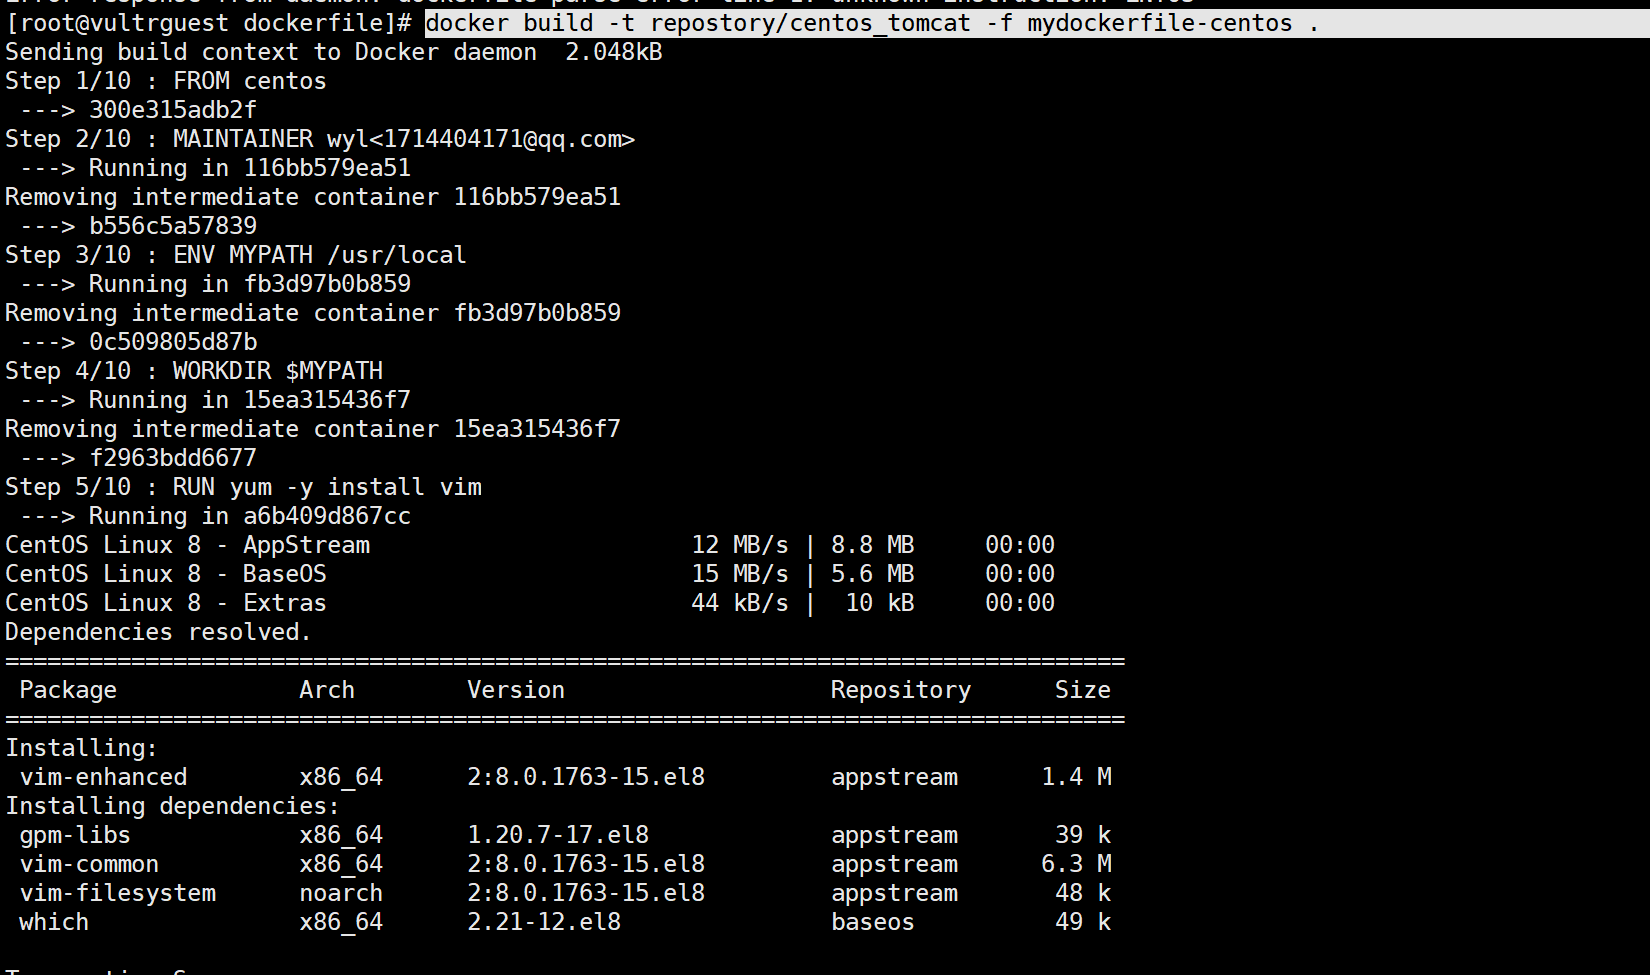 [root@vultrguest dockerfile]# docker build -t repostory/centos_tomcat -f mydockerfile-centos .
Sending build context to Docker daemon  2.048kB
Step 1/10 : FROM centos
 ---> 300e315adb2f
Step 2/10 : MAINTAINER wyl<1714404171@qq.com>
 ---> Running in 116bb579ea51
Removing intermediate container 116bb579ea51
 ---> b556c5a57839
Step 3/10 : ENV MYPATH /usr/local
 ---> Running in fb3d97b0b859
Removing intermediate container fb3d97b0b859
 ---> 0c509805d87b
Step 4/10 : WORKDIR $MYPATH
 ---> Running in 15ea315436f7
Removing intermediate container 15ea315436f7
 ---> f2963bdd6677
Step 5/10 : RUN yum -y install vim
 ---> Running in a6b409d867cc
CentOS Linux 8 - AppStream                       12 MB/s | 8.8 MB     00:00
CentOS Linux 8 - BaseOS                          15 MB/s | 5.6 MB     00:00
CentOS Linux 8 - Extras                          44 kB/s |  10 kB     00:00
Dependencies resolved.
================================================================================
 Package             Arch        Version                   Repository      Size
================================================================================
Installing:
 vim-enhanced        x86_64      2:8.0.1763-15.el8         appstream      1.4 M
Installing dependencies:
 gpm-libs            x86_64      1.20.7-17.el8             appstream       39 k
 vim-common          x86_64      2:8.0.1763-15.el8         appstream      6.3 M
 vim-filesystem      noarch      2:8.0.1763-15.el8         appstream       48 k
 which               x86_64      2.21-12.el8               baseos          49 k